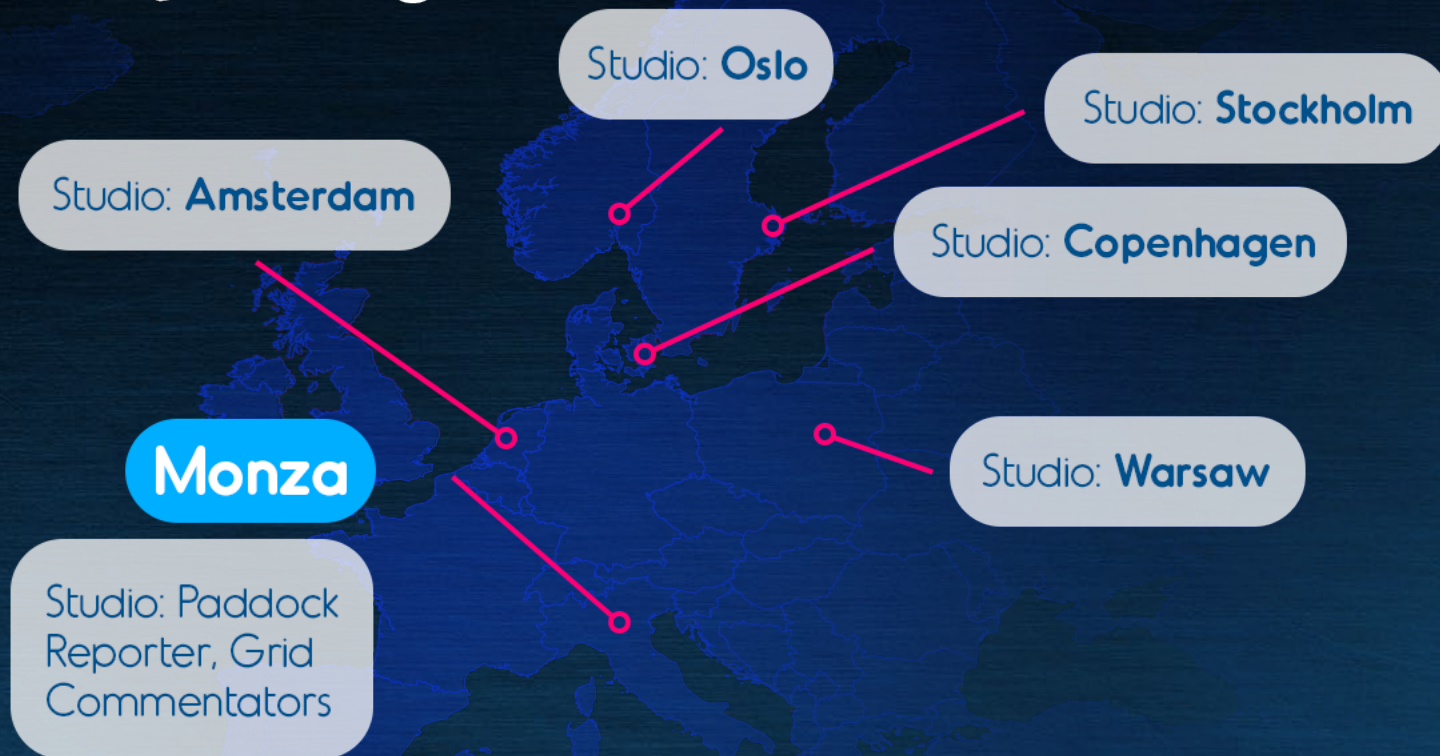 Studio: Oslo
Studio: Stockholm
Studio: Amsterdam
Studio: Copenhagen
Monza
Studio: Warsaw
Studio: Paddock
Reporter, Grid
Commentators